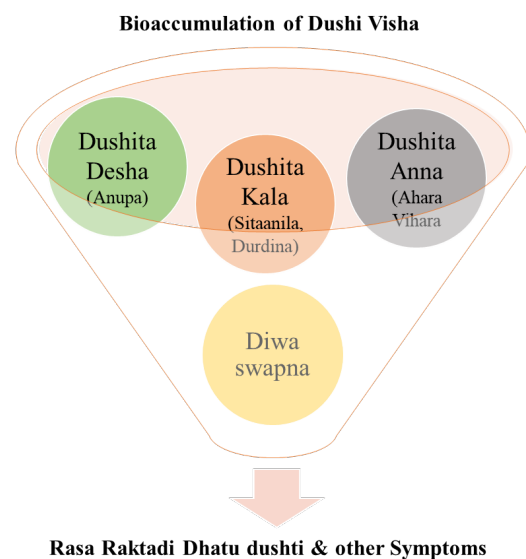 Bioaccumulation of Dushi Visha
Dushita
Desha
(Anupa)
Dushita
Kala
(Sitaanila,
Durdina)
Dushita
Anna
(Ahara
Vihara
Diwa
swapna
Rasa Raktadi Dhatu dushti & other Symptoms